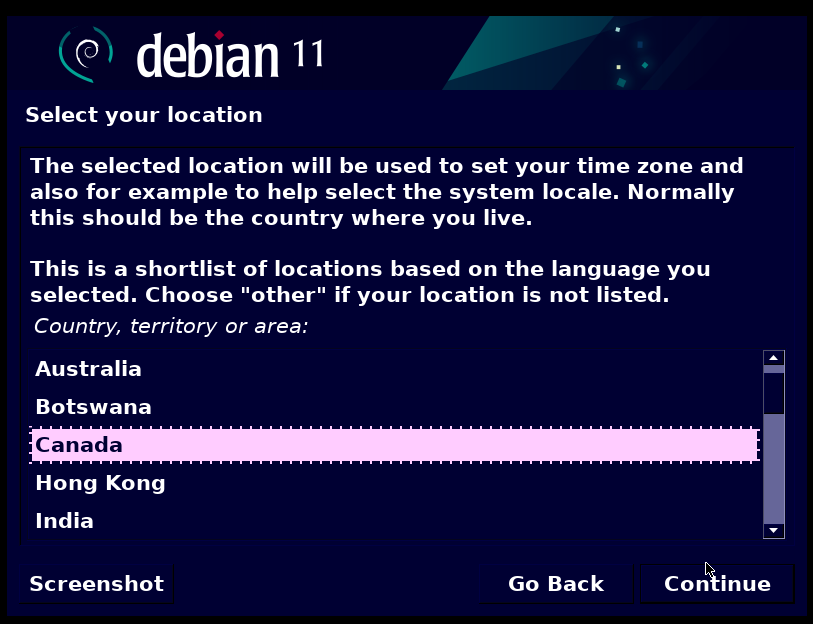 debian 11
Select your location
The selected location will be used to set your time zone and
also for example to help select the system locale. Normally
this should be the country where you live.
This is a shortlist of locations based on the language you
selected. Choose "other" if your location is not listed.
Country, territory or area:
Australia
Botswana
Canada
Hong Kong
India
Screenshot
Go Back
Continue